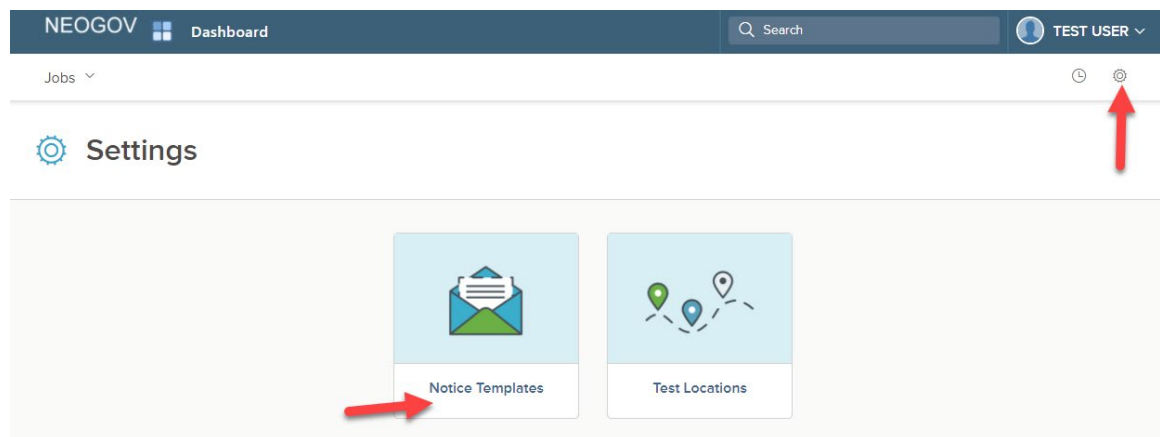 NEOGOV Dashboard Search TEST USER
Jobs
Settings
Notice Templates Test Locations